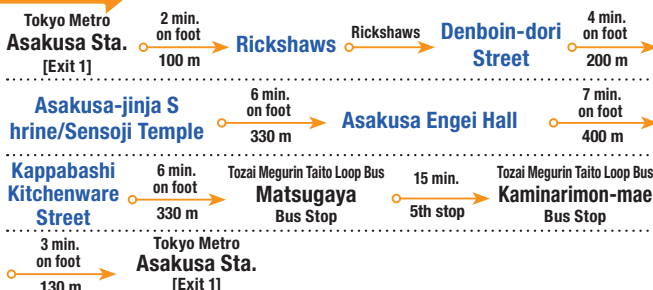 Tokyo Metro
Asakusa Sta.
[Exit 1]
2 min.
on foot
100 m
Rickshaws
Rickshaws
Denboin-dori
Street
4 min.
on foot
200 m
Asakusa-jinja S
hrine/Sensoji Temple
6 min.
on foot
330 m
Asakusa Engei Hall
7 min.
on foot
400 m
Kappabashi
Kitchenware
Street
6 min.
on foot
330 m
Tozai Megurin Taito Loop Bus
Matsugaya
Bus Stop
15 min.
5th stop
Tozai Megurin Taito Loop Bus
Kaminarimon-mae
Bus Stop
3 min.
on foot
130 m
Tokyo Metro
Asakusa Sta.
[Exit 1]